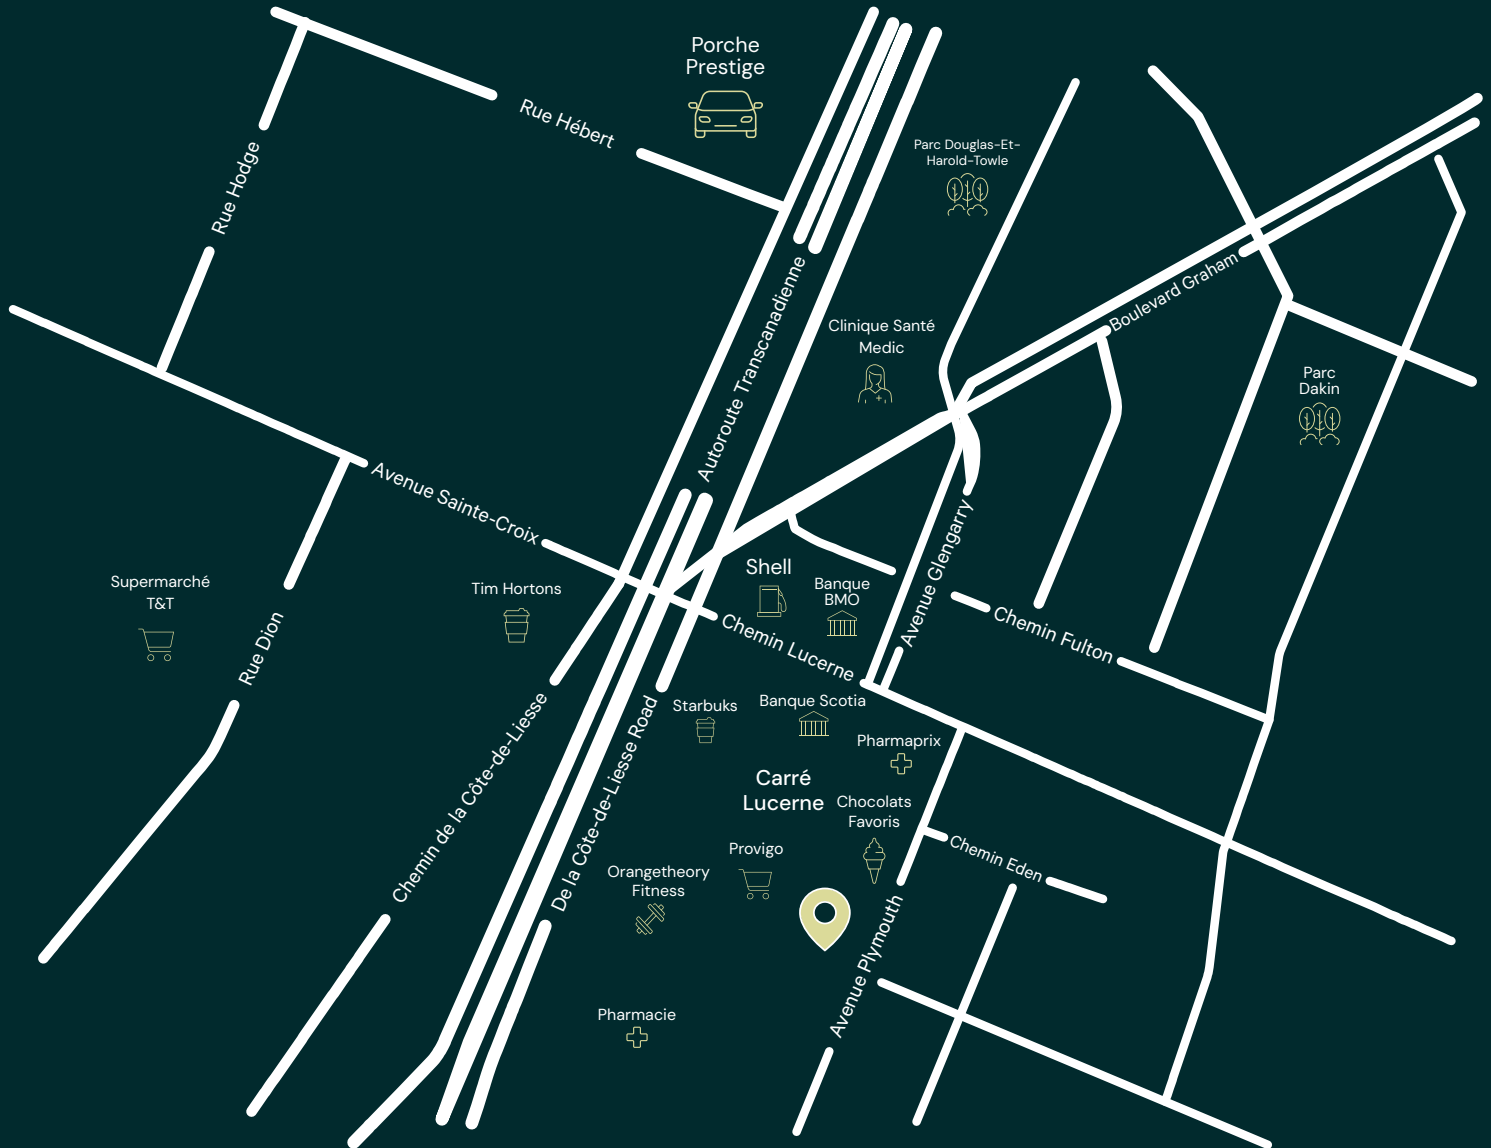 Porche
Prestige
Rue Hébert
Rue Hodge
Parc Douglas-Et-
Harold-Towle
Autoroute Transcanadienne
Boulevard Graham
Clinique Santé
Medic
Parc
Dakin
Avenue Sainte-Croix
Supermarché
T&T
Tim Hortons
Rue Dion
Shell
Banque
BMO
Avenue Glengarry
Chemin Fulton
Chemin Lucerne
Starbuks
Banque Scotia
Pharmaprix
Chemin de la Côte-de-Liesse
De la Côte-de-Liesse Road
Carré
Lucerne
Chocolats
Favoris
Provigo
Chemin Eden
Orangetheory
Fitness
Avenue Plymouth
Pharmacie